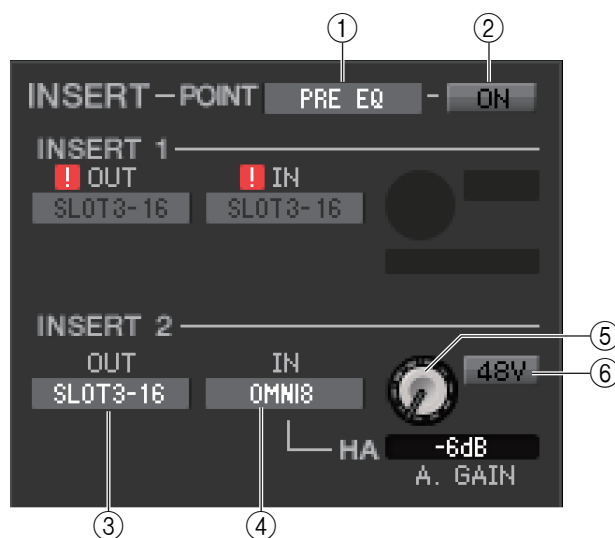 ① ②
INSERT－POINT PRE EQ - ON
INSERT 1
! OUT ! IN
SLOT3-16 SLOT3-16
INSERT 2
OUT IN ⑤
SLOT3-16 OMNI8 48V ⑥
HA -6dB
A. GAIN
③ ④